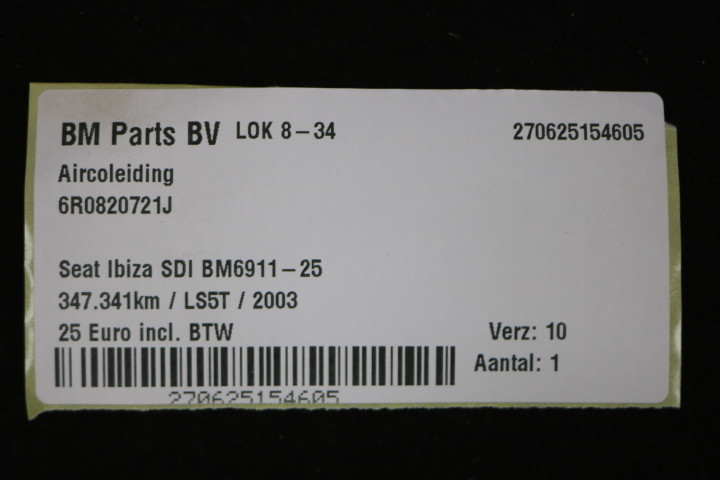 BM Parts BV LOK 8-34 270625154605
Aircoleiding
6R0820721J
Seat Ibiza SDI BM6911-25
347.341km / LS5T / 2003
25 Euro incl. BTW Verz: 10
Aantal: 1
270625154605